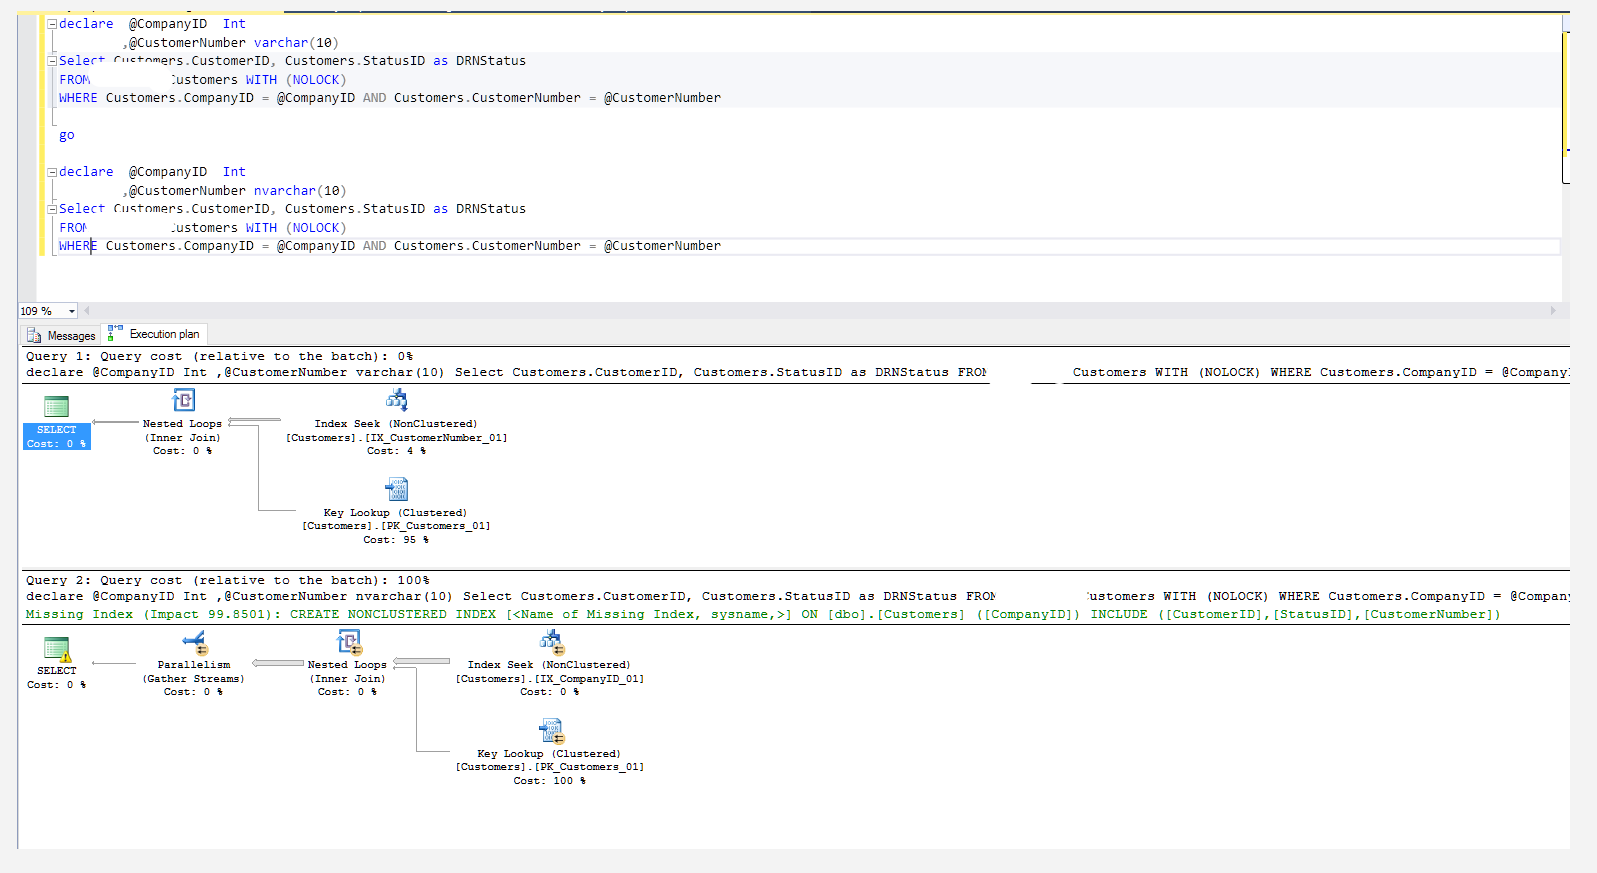 declare @CompanyID Int
,@CustomerNumber varchar(10)
Select Customers.CustomerID, Customers.StatusID as DRNStatus
FROM Customers WITH (NOLOCK)
WHERE Customers.CompanyID = @CompanyID AND Customers.CustomerNumber = @CustomerNumber
go
declare @CompanyID Int
,@CustomerNumber nvarchar(10)
Select Customers.CustomerID, Customers.StatusID as DRNStatus
FROM Customers WITH (NOLOCK)
WHERE Customers.CompanyID = @CompanyID AND Customers.CustomerNumber = @CustomerNumber
109 %
Messages Execution plan
Query 1: Query cost (relative to the batch): 0%
declare @CompanyID Int ,@CustomerNumber varchar(10) Select Customers.CustomerID, Customers.StatusID as DRNStatus FROM Customers WITH (NOLOCK) WHERE Customers.CompanyID = @Company
SELECT
Cost: 0 %
Nested Loops
(Inner Join)
Cost: 0 %
Index Seek (NonClustered)
[Customers].[IX_CustomerNumber_01]
Cost: 4 %
Key Lookup (Clustered)
[Customers].[PK_Customers_01]
Cost: 95 %
Query 2: Query cost (relative to the batch): 100%
declare @CompanyID Int ,@CustomerNumber nvarchar(10) Select Customers.CustomerID, Customers.StatusID as DRNStatus FROM Customers WITH (NOLOCK) WHERE Customers.CompanyID = @Compan
Missing Index (Impact 99.8501): CREATE NONCLUSTERED INDEX [<Name of Missing Index, sysname,>] ON [dbo].[Customers] ([CompanyID]) INCLUDE ([CustomerID],[StatusID],[CustomerNumber])
SELECT
Cost: 0 %
Parallelism
(Gather Streams)
Cost: 0 %
Nested Loops
(Inner Join)
Cost: 0 %
Index Seek (NonClustered)
[Customers].[IX_CompanyID_01]
Cost: 0 %
Key Lookup (Clustered)
[Customers].[PK_Customers_01]
Cost: 100 %